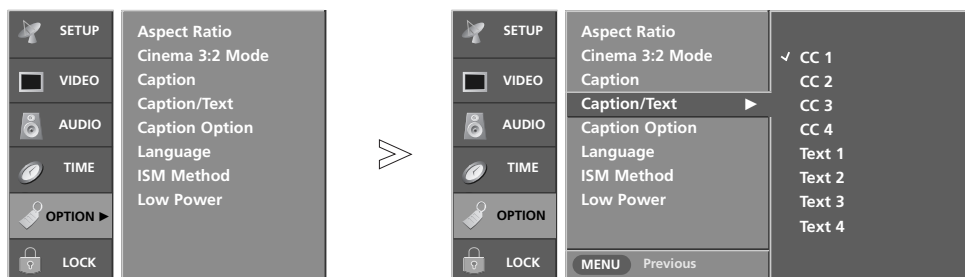 SETUP
VIDEO
AUDIO
TIME
OPTION ►
LOCK
Aspect Ratio
Cinema 3:2 Mode
Caption
Caption/Text
Caption Option
Language
ISM Method
Low Power
SETUP
VIDEO
AUDIO
TIME
OPTION
LOCK
Aspect Ratio
Cinema 3:2 Mode
Caption
Caption/Text ►
Caption Option
Language
ISM Method
Low Power
MENU Previous
✓ CC 1
CC 2
CC 3
CC 4
Text 1
Text 2
Text 3
Text 4